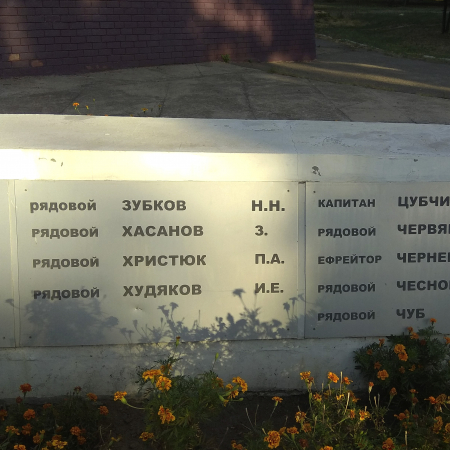 рядовой ЗУБКОВ Н.Н.
рядовой ХАСАНОВ З.
рядовой ХРИСТЮК П.А.
рядовой ХУДЯКОВ И.Е.
КАПИТАН
РЯДОВОЙ
ЕФРЕЙТОР
РЯДОВОЙ
РЯДОВОЙ ЧУБ